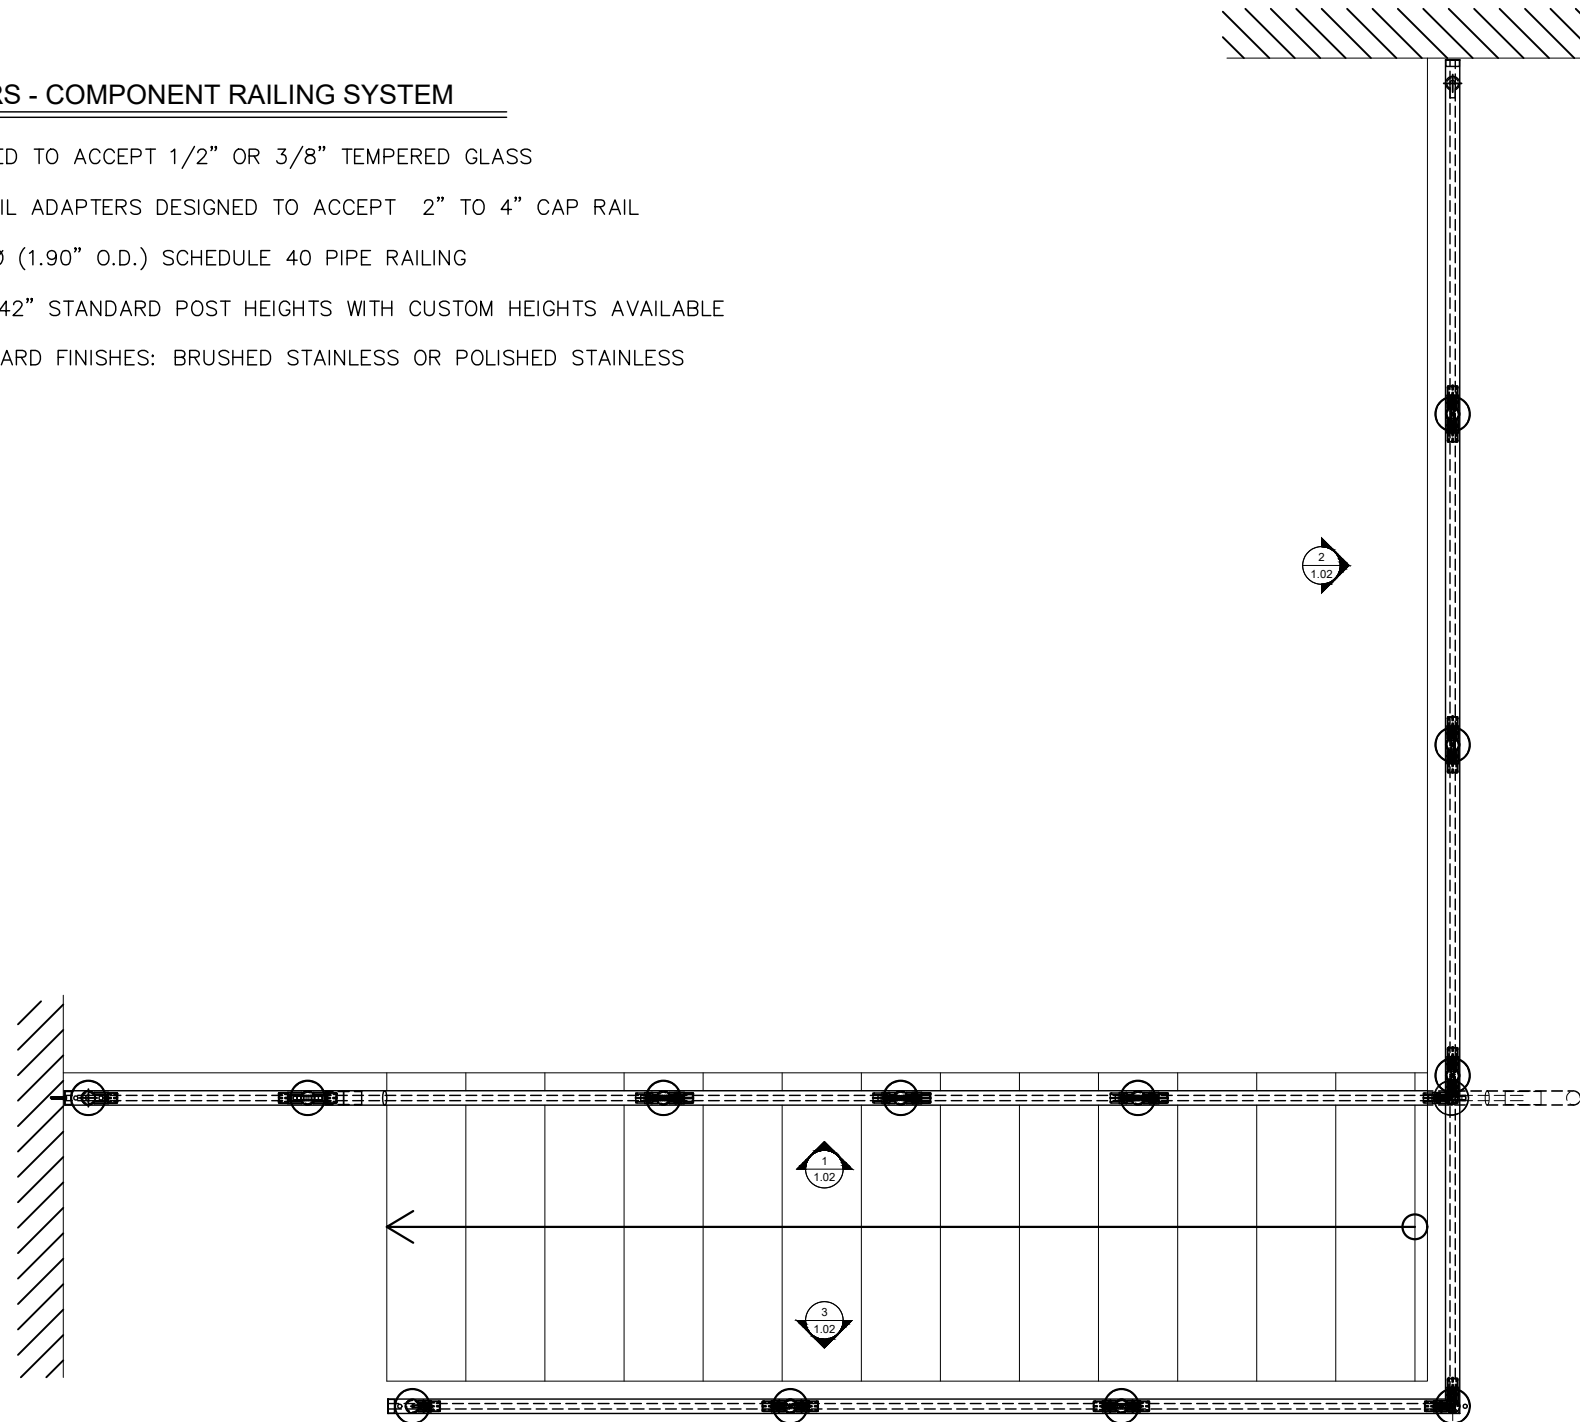 RS - COMPONENT RAILING SYSTEM
ED TO ACCEPT 1/2” OR 3/8” TEMPERED GLASS
IL ADAPTERS DESIGNED TO ACCEPT 2” TO 4” CAP RAIL
Ø (1.90” O.D.) SCHEDULE 40 PIPE RAILING
42” STANDARD POST HEIGHTS WITH CUSTOM HEIGHTS AVAILABLE
ARD FINISHES: BRUSHED STAINLESS OR POLISHED STAINLESS
2
1.02
1
1.02
3
1.02